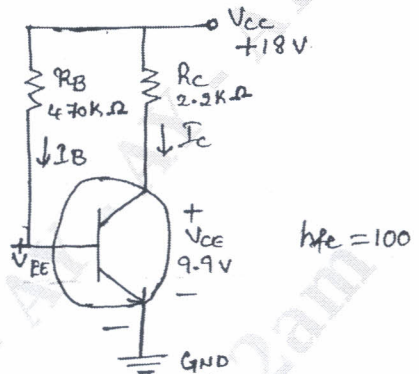 VCC
+18V
RB
470KΩ
RC
2.2KΩ
↓IB
↓IC
+
VCE
9.9V
-
hfe = 100
+
VBE
-
GND